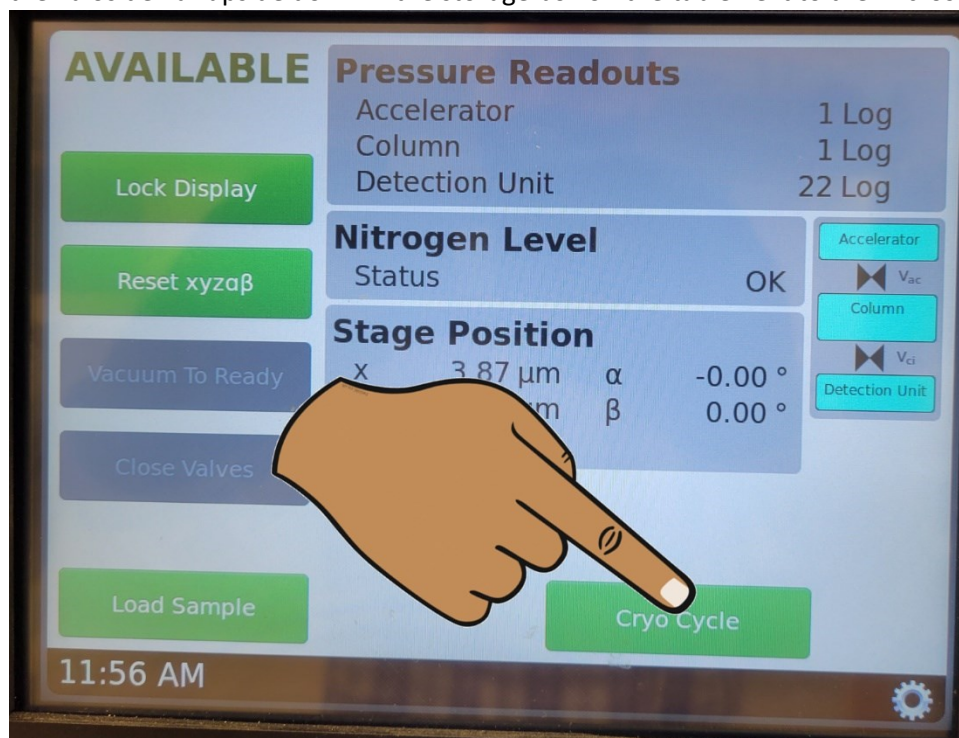 AVAILABLE
Lock Display
Reset xyzαβ
Vacuum To Ready
Close Valves
Load Sample
Pressure Readouts
Accelerator 1 Log
Column 1 Log
Detection Unit 22 Log
Nitrogen Level
Status OK
Stage Position
x 3.87 µm α -0.00 °
β 0.00 °
Accelerator
Vac
Column
Vci
Detection Unit
Cryo Cycle
11:56 AM